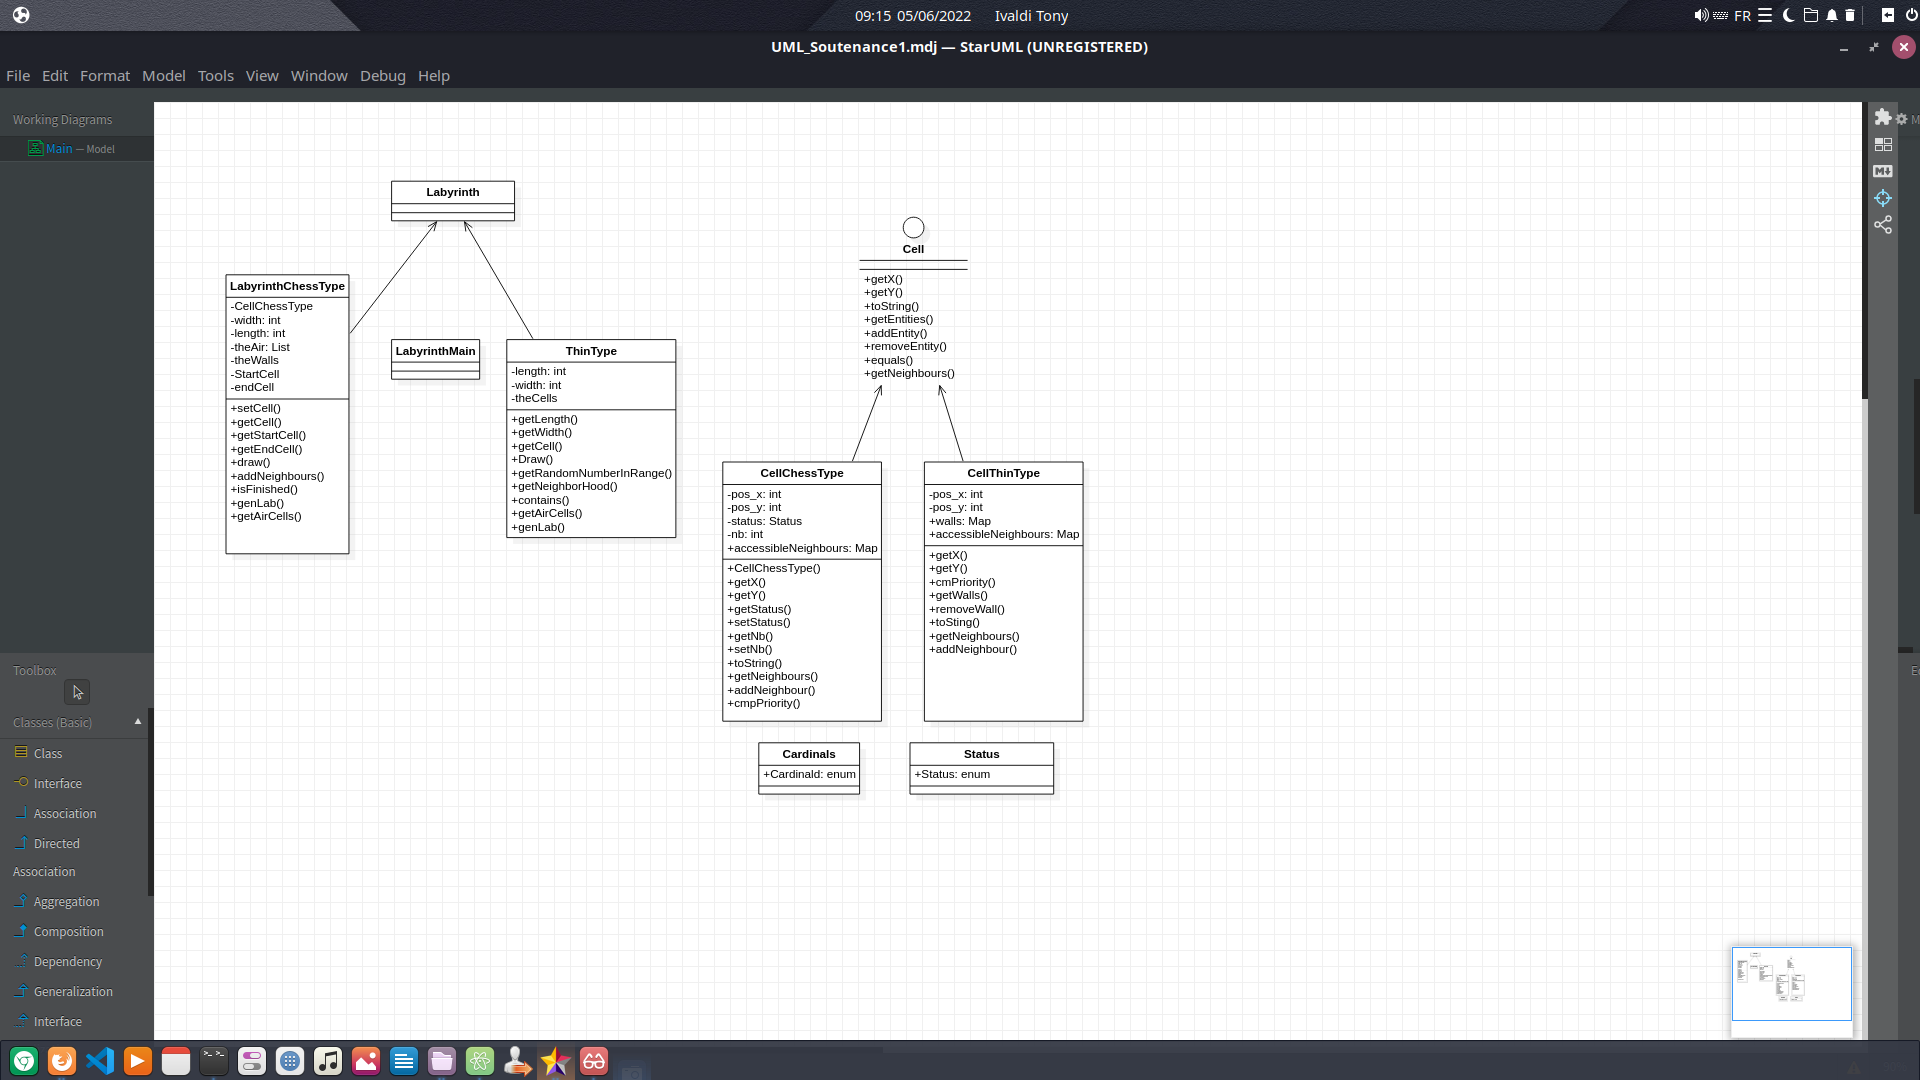 09:15 05/06/2022
Ivaldi Tony
FR
UML_Soutenance1.mdj — StarUML (UNREGISTERED)
File Edit Format Model Tools View Window Debug Help
Working Diagrams
Main — Model
Labyrinth
LabyrinthChessType
-CellChessType
-width: int
-length: int
-theAir: List
-theWalls
-StartCell
-endCell
+setCell()
+getCell()
+getStartCell()
+getEndCell()
+draw()
+addNeighbours()
+isFinished()
+genLab()
+getAirCells()
LabyrinthMain
ThinType
-length: int
-width: int
-theCells
+getLength()
+getWidth()
+getCell()
+Draw()
+getRandomNumberInRange()
+getNeighborHood()
+contains()
+getAirCells()
+genLab()
Cell
+getX()
+getY()
+toString()
+getEntities()
+addEntity()
+removeEntity()
+equals()
+getNeighbours()
CellChessType
-pos_x: int
-pos_y: int
-status: Status
-nb: int
+accessibleNeighbours: Map
+CellChessType()
+getX()
+getY()
+getStatus()
+setStatus()
+getNb()
+setNb()
+toString()
+getNeighbours()
+addNeighbour()
+cmpPriority()
CellThinType
-pos_x: int
-pos_y: int
+walls: Map
+accessibleNeighbours: Map
+getX()
+getY()
+cmPriority()
+getWalls()
+removeWall()
+toSting()
+getNeighbours()
+addNeighbour()
Cardinals
+Cardinald: enum
Status
+Status: enum
Toolbox
Classes (Basic)
Class
Interface
Association
Directed
Association
Aggregation
Composition
Dependency
Generalization
Interface